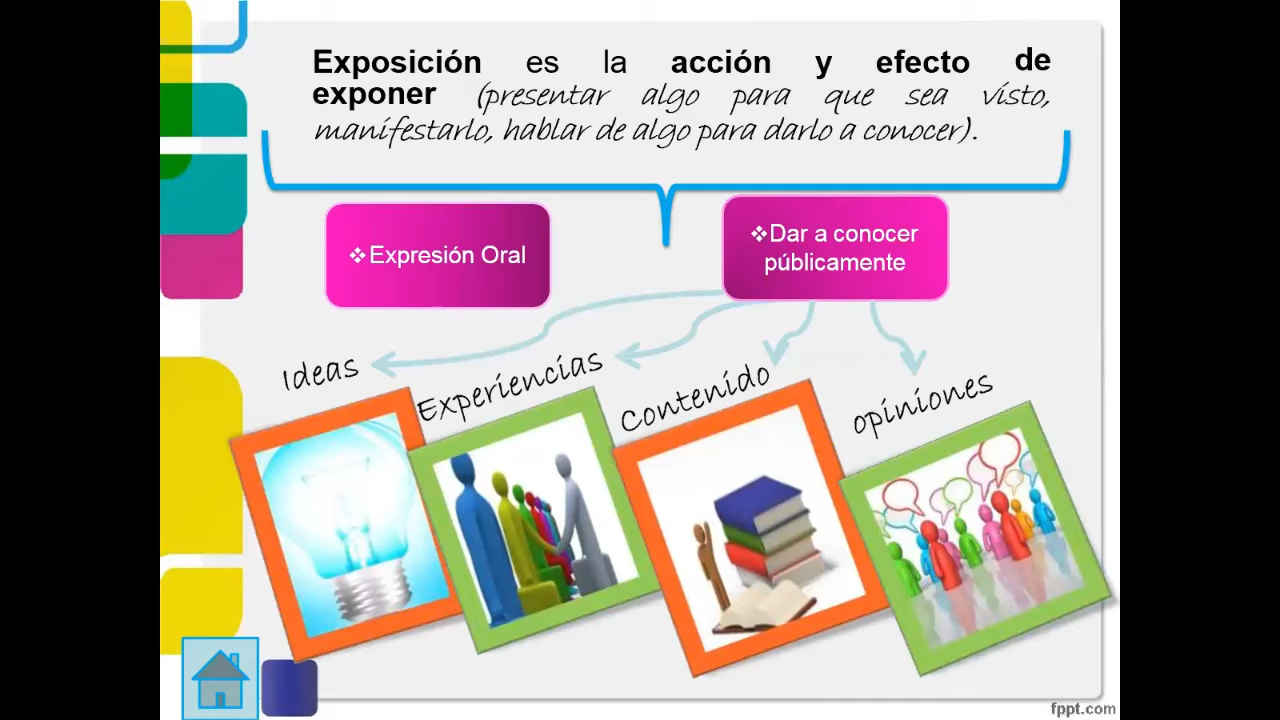 Exposición es la acción y efecto de
exponer (presentar algo para que sea visto,
manifestarlo, hablar de algo para darlo a conocer).
❖Expresión Oral
❖Dar a conocer
públicamente
Ideas
Experiencias
Contenido
opiniones
fppt.com